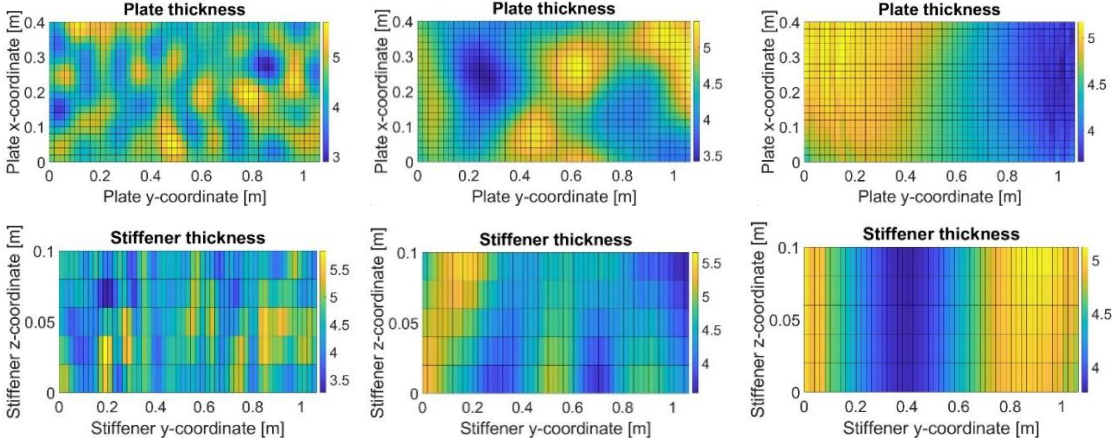 Plate thickness
Plate x-coordinate [m]
0.4
0.3
0.2
0.1
0
0 0.2 0.4 0.6 0.8 1
Plate y-coordinate [m]
5
4
3
Plate thickness
Plate x-coordinate [m]
0.4
0.3
0.2
0.1
0
0 0.2 0.4 0.6 0.8 1
Plate y-coordinate [m]
5
4.5
4
3.5
Plate thickness
Plate x-coordinate [m]
0.4
0.3
0.2
0.1
0
0 0.2 0.4 0.6 0.8 1
Plate y-coordinate [m]
5
4.5
4
Stiffener thickness
Stiffener z-coordinate [m]
0.1
0.05
0
0 0.2 0.4 0.6 0.8 1
Stiffener y-coordinate [m]
5.5
5
4.5
4
3.5
Stiffener thickness
Stiffener z-coordinate [m]
0.1
0.05
0
0 0.2 0.4 0.6 0.8 1
Stiffener y-coordinate [m]
5.5
5
4.5
4
Stiffener thickness
Stiffener z-coordinate [m]
0.1
0.05
0
0 0.2 0.4 0.6 0.8 1
Stiffener y-coordinate [m]
5
4.5
4